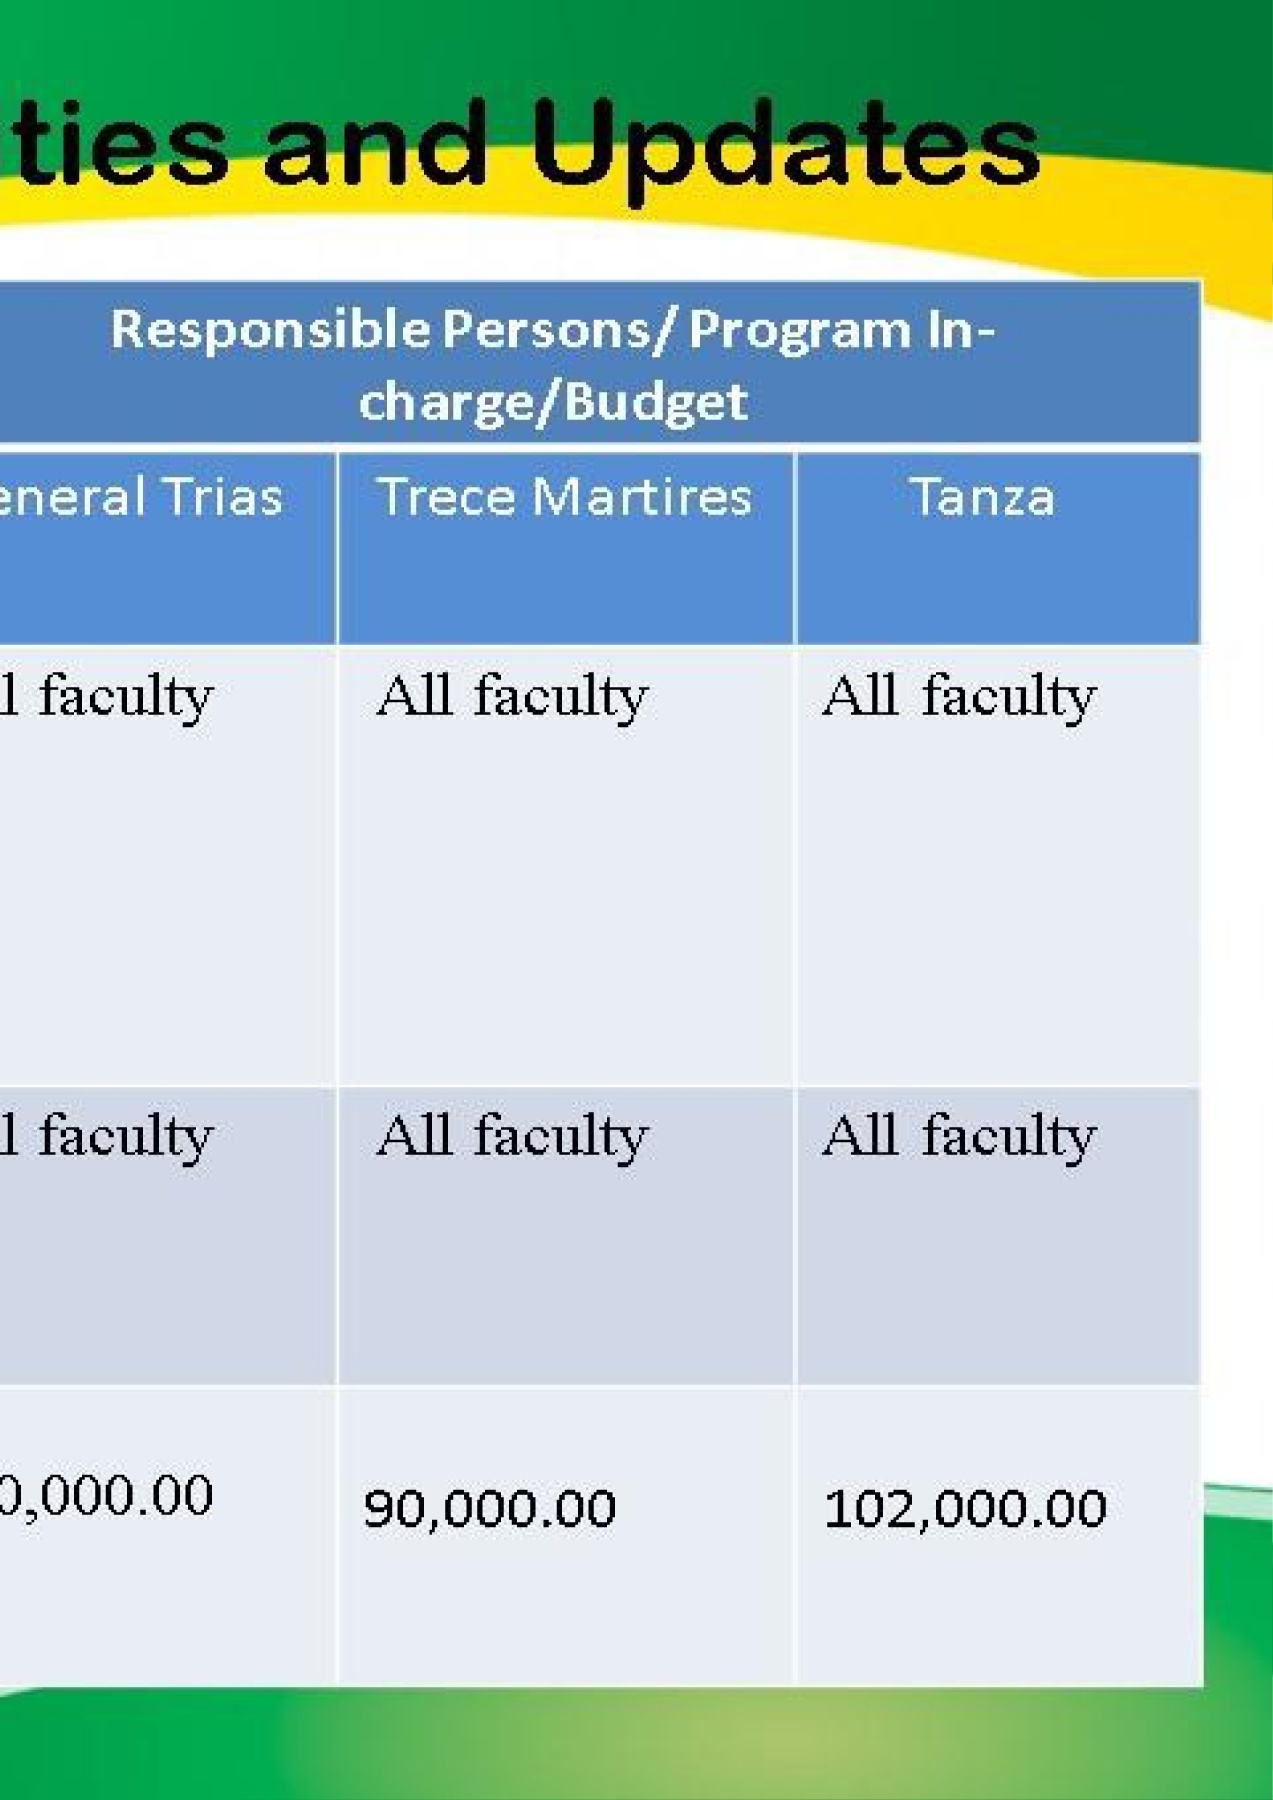 ties and Updates
Responsible Persons/ Program In-
charge/Budget
eneral Trias Trece Martires Tanza
l faculty All faculty All faculty
l faculty All faculty All faculty
0,000.00 90,000.00 102,000.00